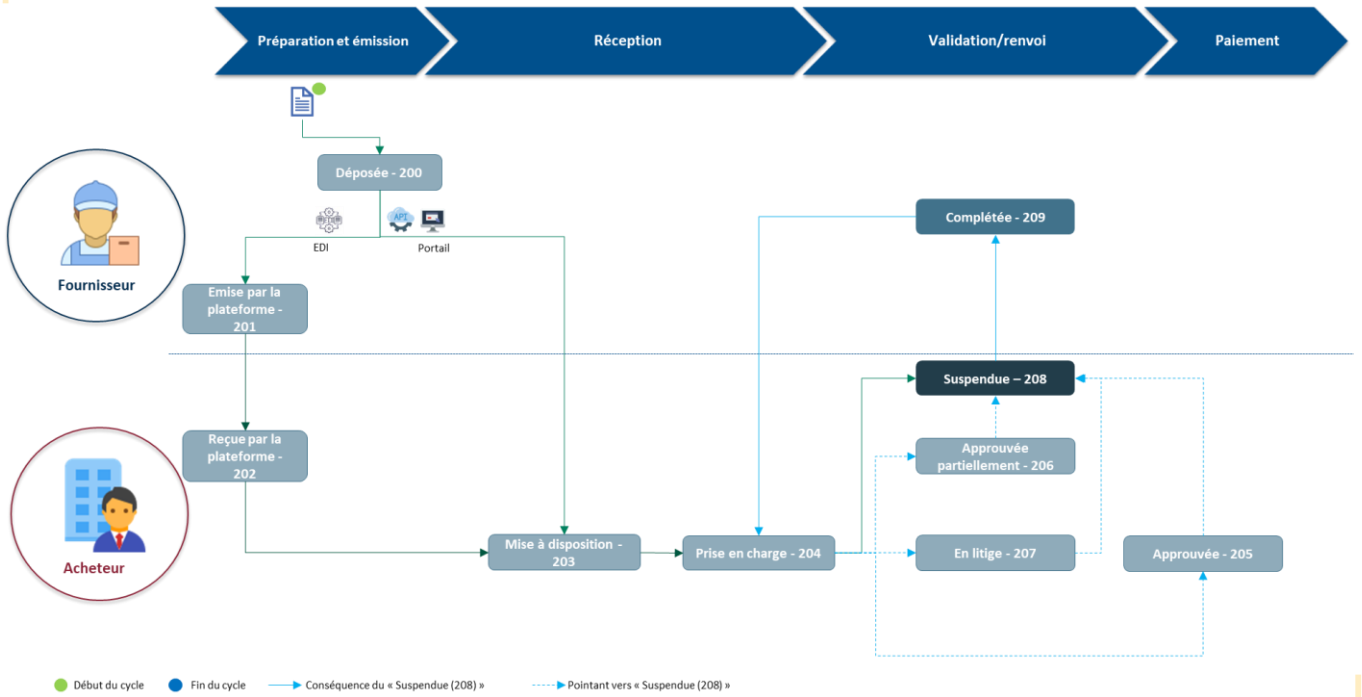 Préparation et émission
Réception
Validation/renvoi
Paiement
Déposée - 200
API
EDI
Portail
Complétée - 209
Fournisseur
Emise par la
plateforme -
201
Suspendue – 208
Reçue par la
plateforme -
202
Approuvée
partiellement - 206
Mise à disposition -
203
Prise en charge - 204
En litige - 207
Approuvée - 205
Acheteur
Début du cycle
Fin du cycle
Conséquence du « Suspendue (208) »
Pointant vers « Suspendue (208) »